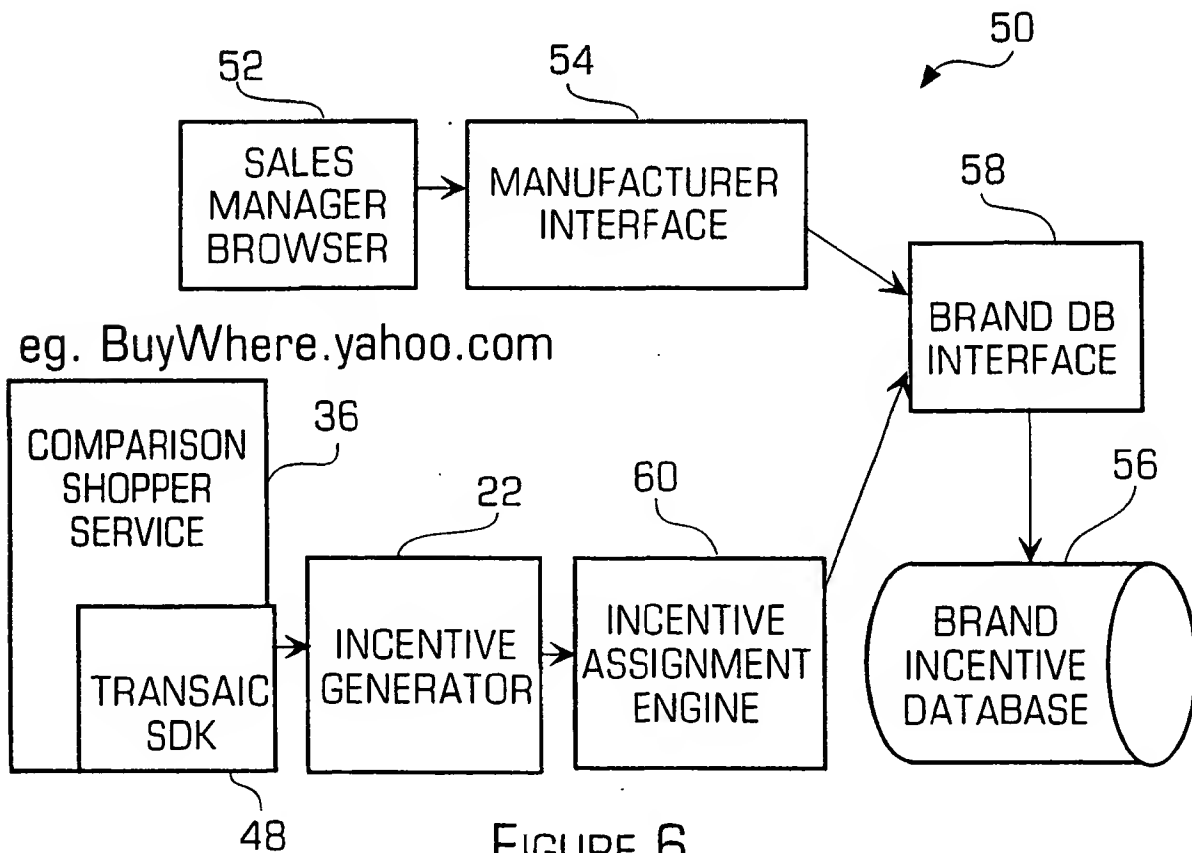 50
52
54
SALES
MANAGER
BROWSER
MANUFACTURER
INTERFACE
58
BRAND DB
INTERFACE
eg. BuyWhere.yahoo.com
COMPARISON
SHOPPER
SERVICE
36
TRANSAIC
SDK
48
22
INCENTIVE
GENERATOR
60
INCENTIVE
ASSIGNMENT
ENGINE
56
BRAND
INCENTIVE
DATABASE
FIGURE 6